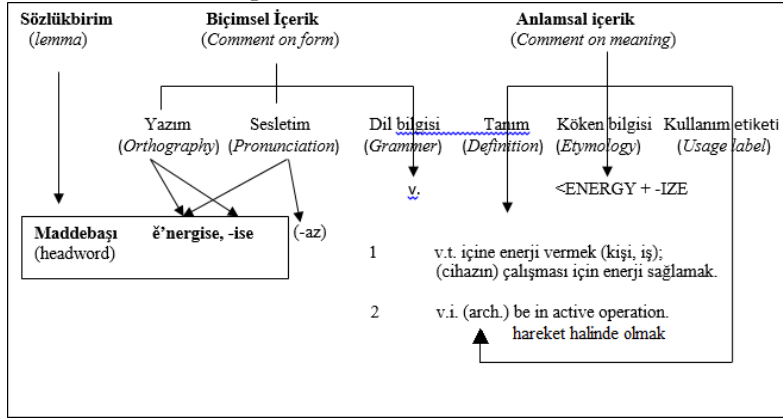 Sözlükbirim Biçimsel İçerik Anlamsal içerik
(lemma) (Comment on form) (Comment on meaning)
Yazım Sesletim Dil bilgisi Tanım Köken bilgisi Kullanım etiketi
(Orthography) (Pronunciation) (Grammer) (Definition) (Etymology) (Usage label)
v. <ENERGY + -IZE
Maddebaşı ĕ’nergise, -ise (-az)
(headword)
1 v.t. içine enerji vermek (kişi, iş);
(cihazın) çalışması için enerji sağlamak.
2 v.i. (arch.) be in active operation.
hareket halinde olmak